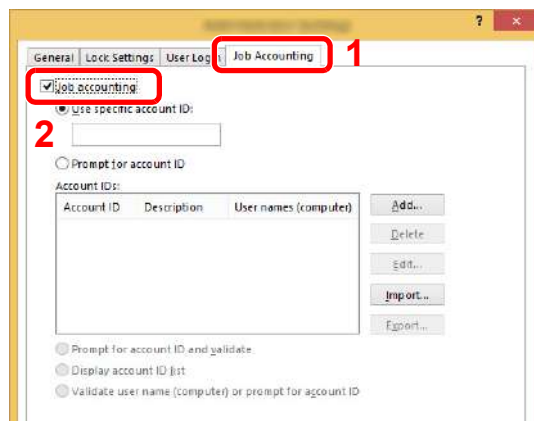 ?
General Lock Settings User Login Job Accounting 1
Job accounting
Use specific account ID:
2
Prompt for account ID
Account IDs:
Account ID Description User names (computer) Add...
Delete
Edit...
Import...
Export...
Prompt for account ID and validate
Display account ID list
Validate user name (computer) or prompt for account ID